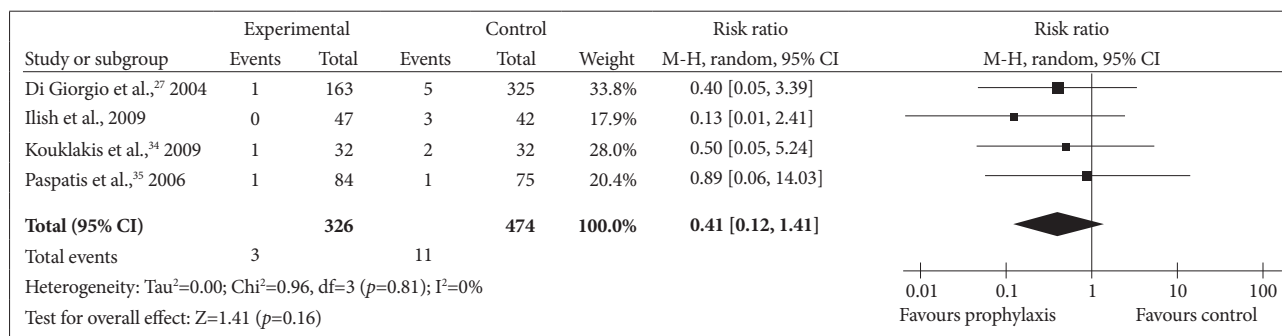 Experimental Control Risk ratio Risk ratio
Study or subgroup Events Total Events Total Weight M-H, random, 95% CI M-H, random, 95% CI
Di Giorgio et al.,²⁷ 2004 1 163 5 325 33.8% 0.40 [0.05, 3.39]
Ilish et al., 2009 0 47 3 42 17.9% 0.13 [0.01, 2.41]
Kouklakis et al.,³⁴ 2009 1 32 2 32 28.0% 0.50 [0.05, 5.24]
Paspatis et al.,³⁵ 2006 1 84 1 75 20.4% 0.89 [0.06, 14.03]
Total (95% CI) 326 474 100.0% 0.41 [0.12, 1.41]
Total events 3 11
Heterogeneity: Tau²=0.00; Chi²=0.96, df=3 (p=0.81); I²=0%
Test for overall effect: Z=1.41 (p=0.16)
0.01 0.1 1 10 100
Favours prophylaxis Favours control